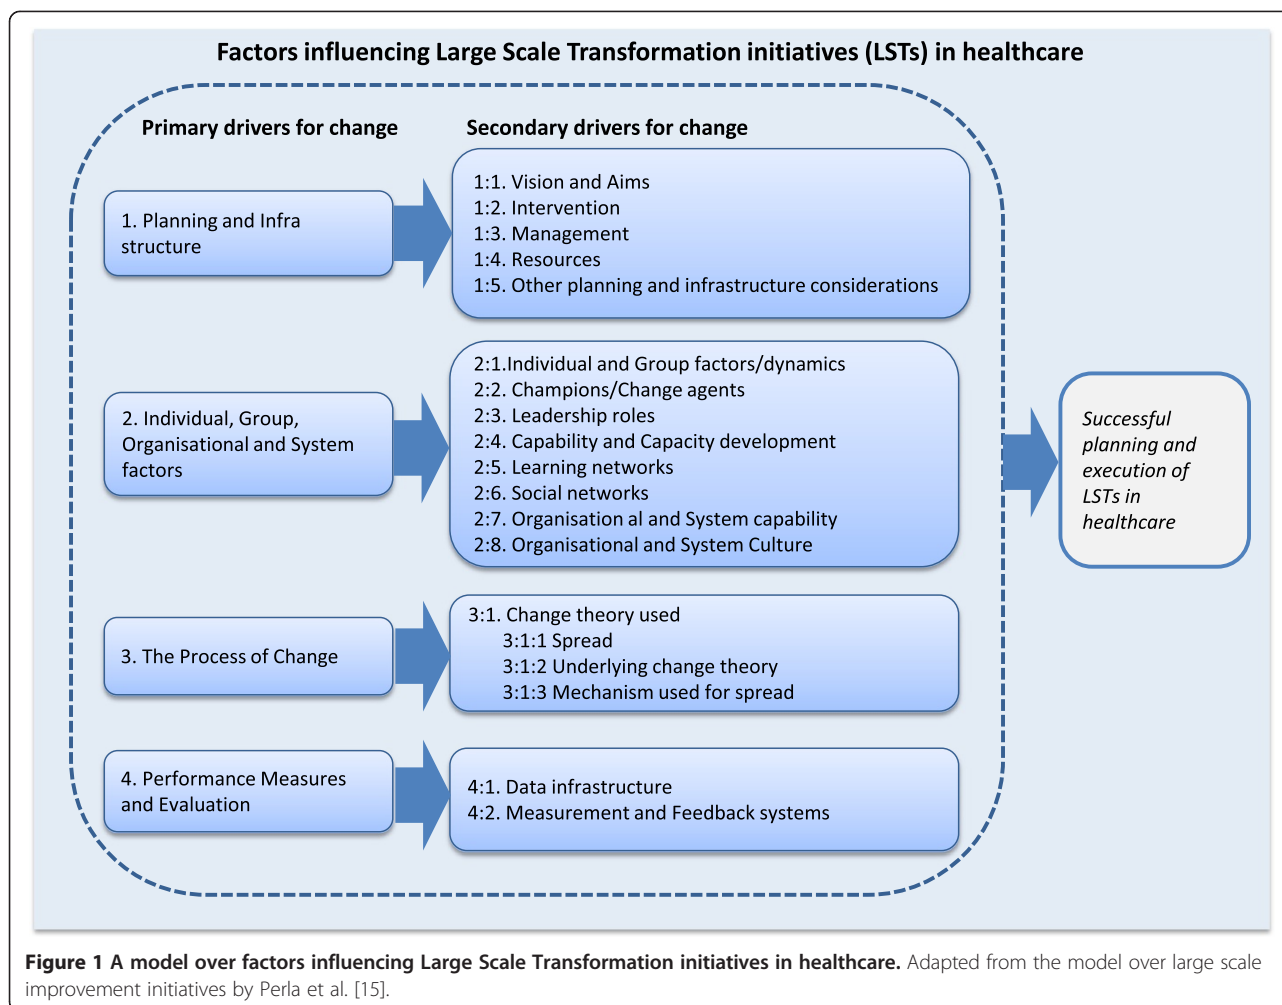 Factors influencing Large Scale Transformation initiatives (LSTs) in healthcare
Primary drivers for change
Secondary drivers for change
1. Planning and Infra
structure
1:1. Vision and Aims
1:2. Intervention
1:3. Management
1:4. Resources
1:5. Other planning and infrastructure considerations
2. Individual, Group,
Organisational and System
factors
2:1.Individual and Group factors/dynamics
2:2. Champions/Change agents
2:3. Leadership roles
2:4. Capability and Capacity development
2:5. Learning networks
2:6. Social networks
2:7. Organisation al and System capability
2:8. Organisational and System Culture
3. The Process of Change
3:1. Change theory used
3:1:1 Spread
3:1:2 Underlying change theory
3:1:3 Mechanism used for spread
4. Performance Measures
and Evaluation
4:1. Data infrastructure
4:2. Measurement and Feedback systems
Successful
planning and
execution of
LSTs in
healthcare
Figure 1 A model over factors influencing Large Scale Transformation initiatives in healthcare. Adapted from the model over large scale
improvement initiatives by Perla et al. [15].